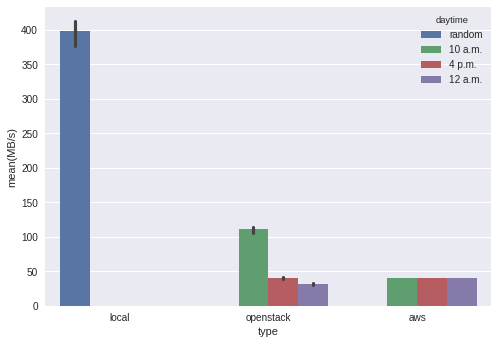 daytime
random
10 a.m.
4 p.m.
12 a.m.
mean(MB/s)
400
350
300
250
200
150
100
50
0
local
openstack
aws
type